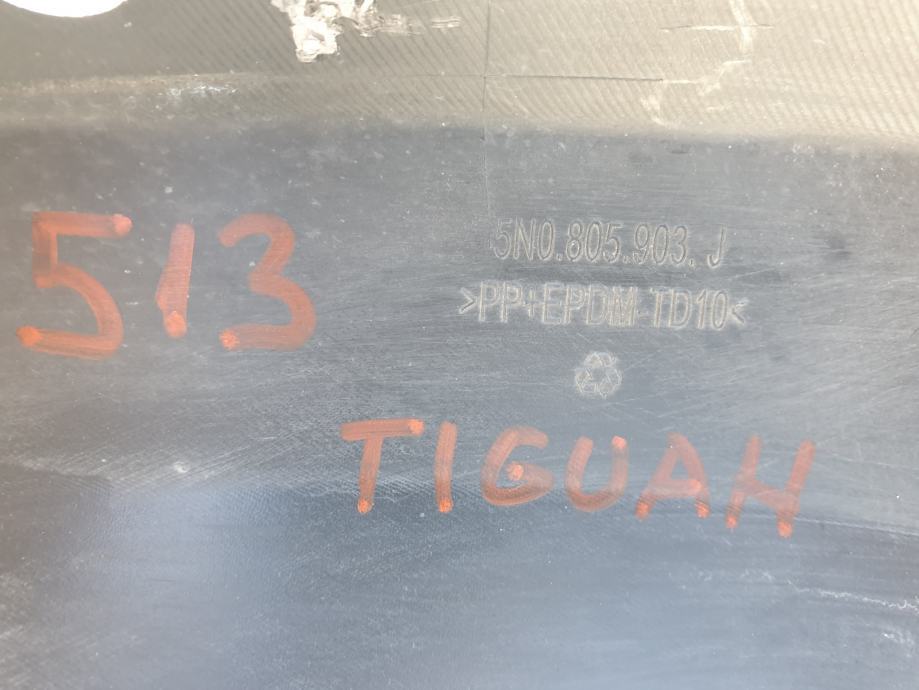 513
5N0.805.903.J
>PP+EPDM-TD10<
TIGUAH